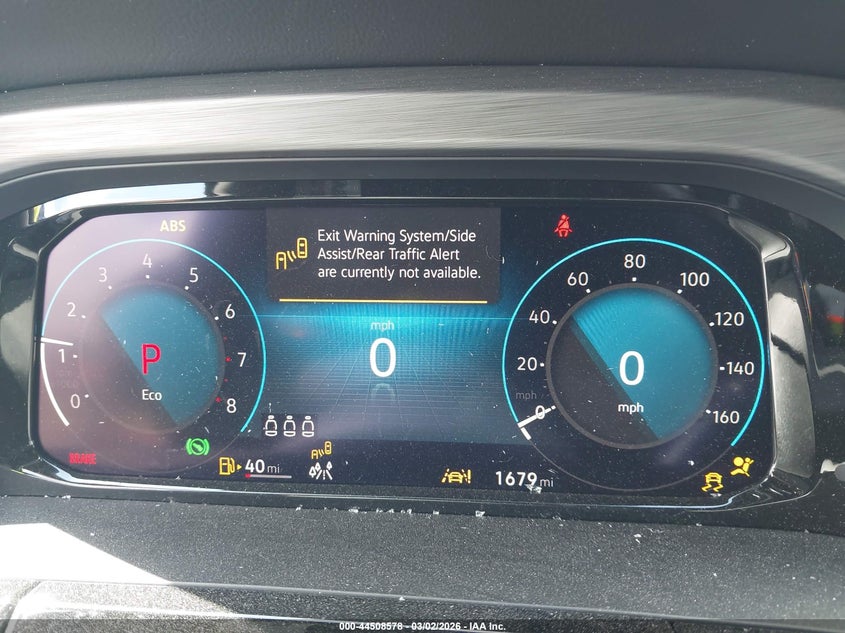 ABS
Exit Warning System/Side
Assist/Rear Traffic Alert
are currently not available.
0
1
2
3
4
5
6
7
8
P
Eco
mph
0
0
20
40
60
80
100
120
140
160
mph
0
mph
BRAKE
40 mi
1679 mi
000-44508578 - 03/02/2026 - IAA Inc.